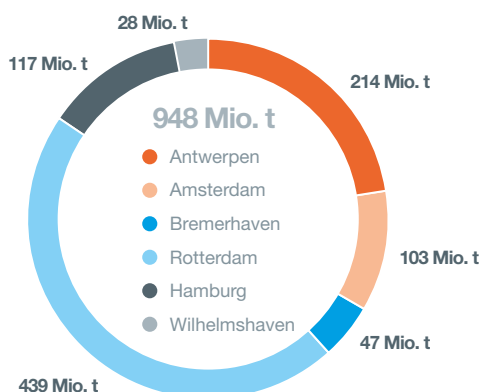 28 Mio. t
117 Mio. t
214 Mio. t
948 Mio. t
Antwerpen
Amsterdam
Bremerhaven
Rotterdam
Hamburg
Wilhelmshaven
103 Mio. t
47 Mio. t
439 Mio. t